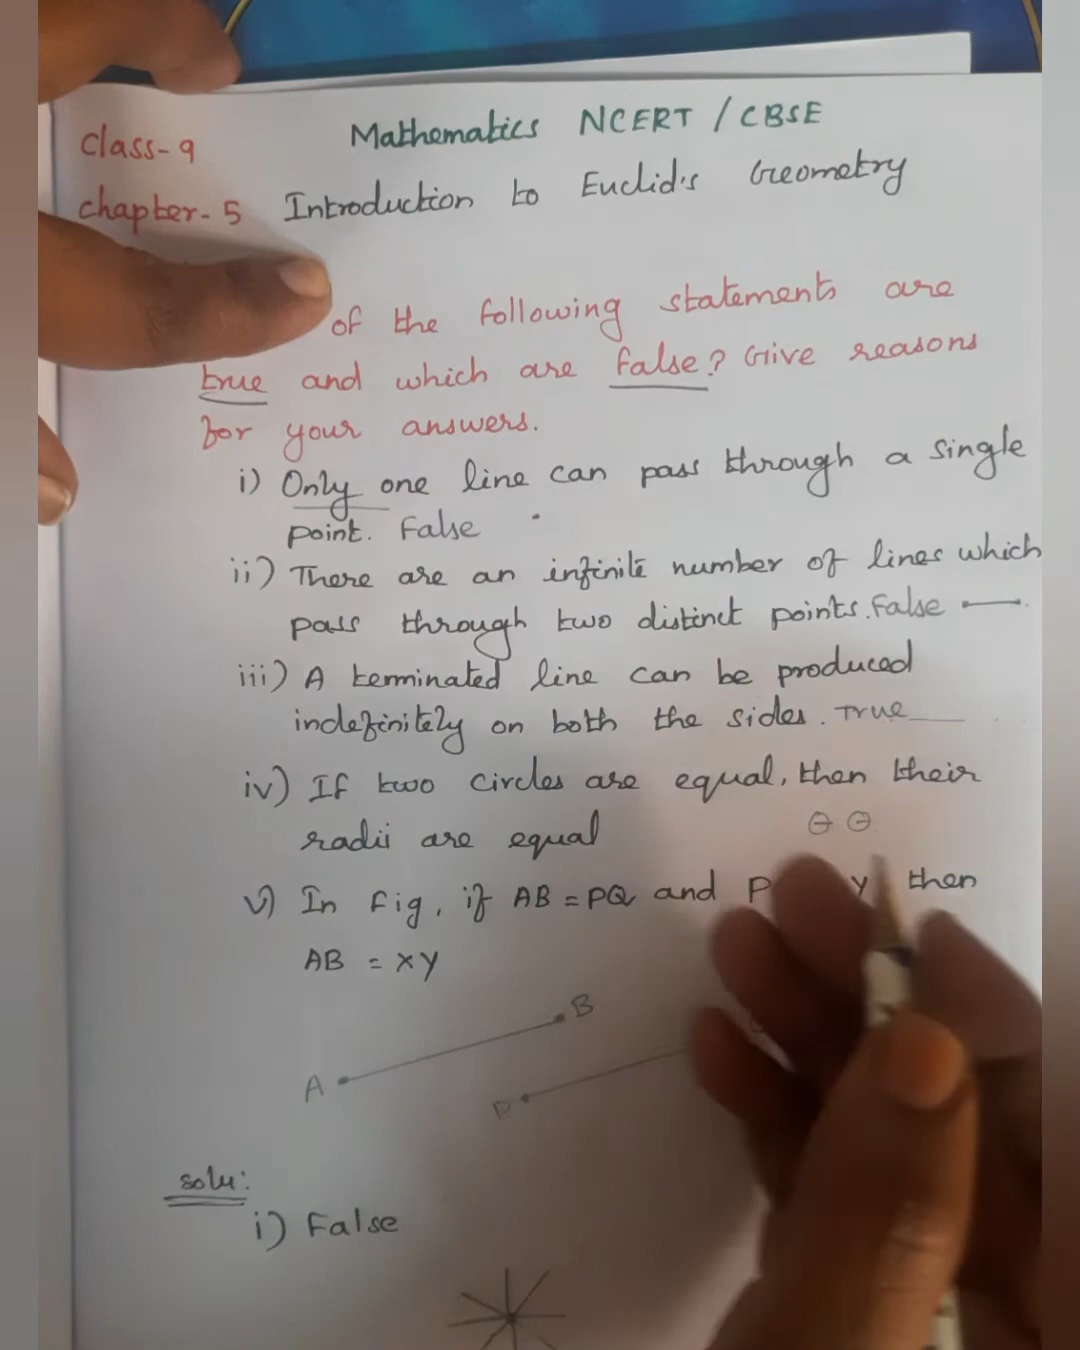 Mathematics NCERT / CBSE
Class-9
Chapter-5 Introduction to Euclid's Geometry
of the following statements are
true and which are false? Give reasons
for your answers.
i) Only one line can pass through a single
point. False
ii) There are an infinite number of lines which
pass through two distinct points. False
iii) A terminated line can be produced
indefinitely on both the sides. True
iv) If two circles are equal, then their
radii are equal
v) In fig, if AB = PQ and P Y then
AB = XY
B
A
P
solu:
i) False